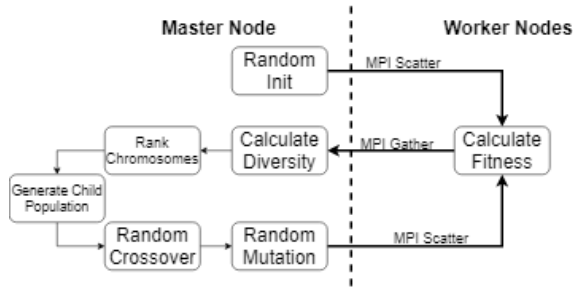 Master Node
Worker Nodes
Random
Init
MPI Scatter
Rank
Chromosomes
Calculate
Diversity
MPI Gather
Calculate
Fitness
Generate Child
Population
Random
Crossover
Random
Mutation
MPI Scatter